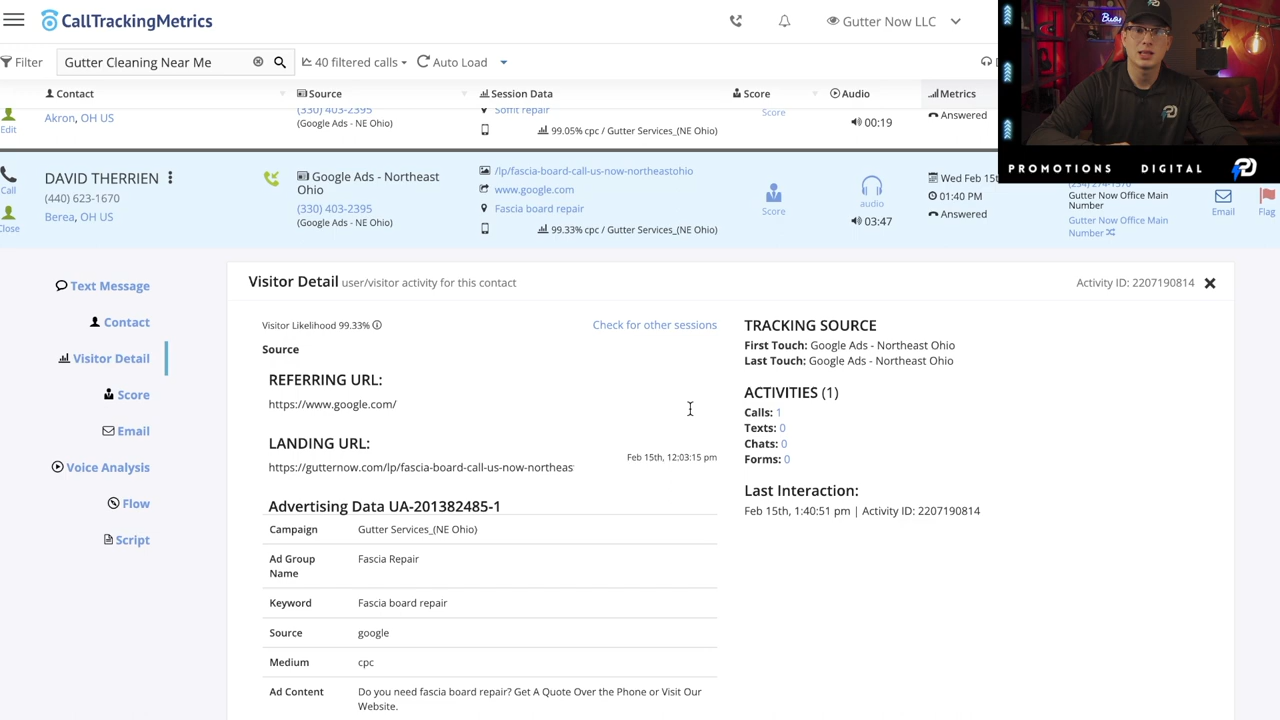 CallTrackingMetrics
Gutter Now LLC
Filter
Gutter Cleaning Near Me
40 filtered calls
Auto Load
Contact
Source
Session Data
Score
Audio
Metrics
Edit
Akron, OH US
(330) 403-2395
(Google Ads - NE Ohio)
Soffit repair
99.05% cpc / Gutter Services_(NE Ohio)
Score
00:19
Answered
PROMOTIONS DIGITAL
Call
Close
DAVID THERRIEN
(440) 623-1670
Berea, OH US
Google Ads - Northeast
Ohio
(330) 403-2395
(Google Ads - NE Ohio)
/lp/fascia-board-call-us-now-northeastohio
www.google.com
Fascia board repair
99.33% cpc / Gutter Services_(NE Ohio)
Score
audio
03:47
Wed Feb 15th
01:40 PM
Answered
Gutter Now Office Main
Number
Gutter Now Office Main
Number
Email
Flag
Text Message
Contact
Visitor Detail
Score
Email
Voice Analysis
Flow
Script
Visitor Detail user/visitor activity for this contact
Activity ID: 2207190814
Visitor Likelihood 99.33%
Check for other sessions
Source
REFERRING URL:
https://www.google.com/
LANDING URL:
https://gutternow.com/lp/fascia-board-call-us-now-northeas
Feb 15th, 12:03:15 pm
Advertising Data UA-201382485-1
Campaign Gutter Services_(NE Ohio)
Ad Group
Name
Fascia Repair
Keyword Fascia board repair
Source google
Medium cpc
Ad Content Do you need fascia board repair? Get A Quote Over the Phone or Visit Our
Website.
TRACKING SOURCE
First Touch: Google Ads - Northeast Ohio
Last Touch: Google Ads - Northeast Ohio
ACTIVITIES (1)
Calls: 1
Texts: 0
Chats: 0
Forms: 0
Last Interaction:
Feb 15th, 1:40:51 pm | Activity ID: 2207190814